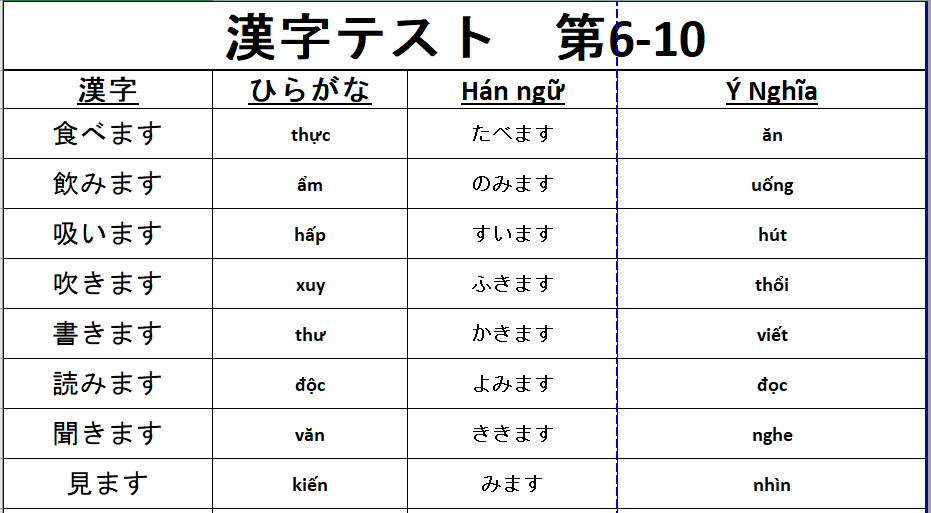 漢字テスト　第6-10
漢字 ひらがな Hán ngữ Ý Nghĩa
食べます thực たべます ăn
飲みます ẩm のみます uống
吸います hấp すいます hút
吹きます xuy ふきます thổi
書きます thư かきます viết
読みます độc よみます đọc
聞きます văn ききます nghe
見ます kiến みます nhìn